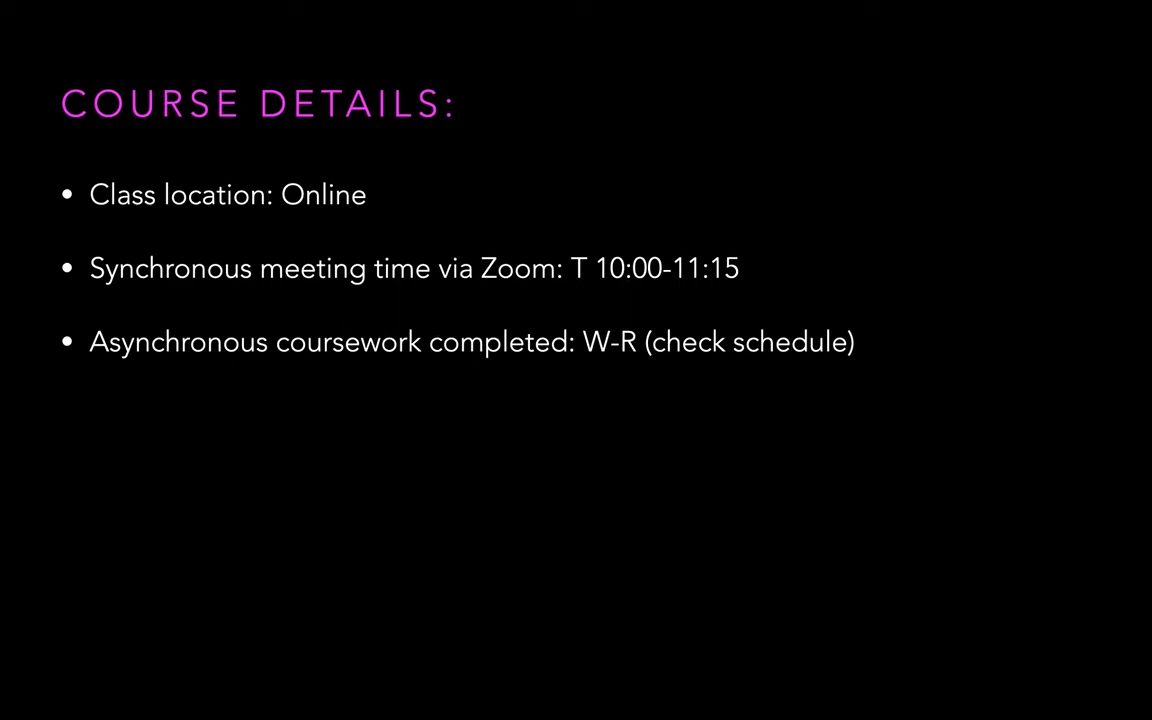 COURSE DETAILS:
• Class location: Online
• Synchronous meeting time via Zoom: T 10:00-11:15
• Asynchronous coursework completed: W-R (check schedule)